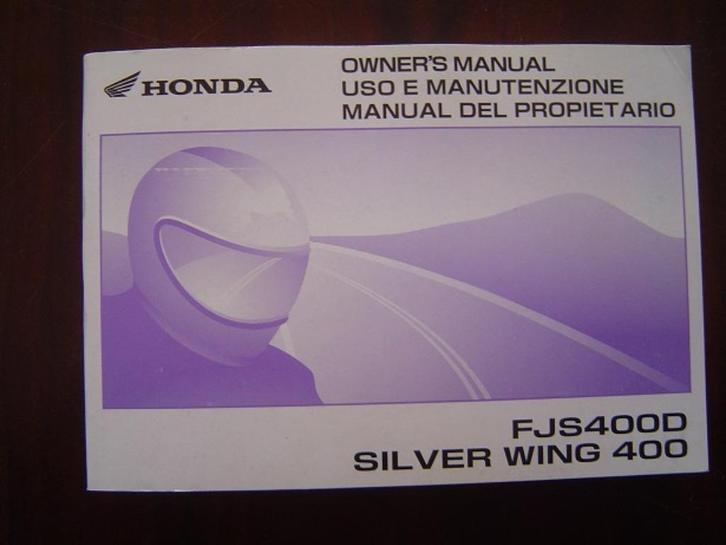 HONDA
OWNER'S MANUAL
USO E MANUTENZIONE
MANUAL DEL PROPIETARIO
FJS400D
SILVER WING 400